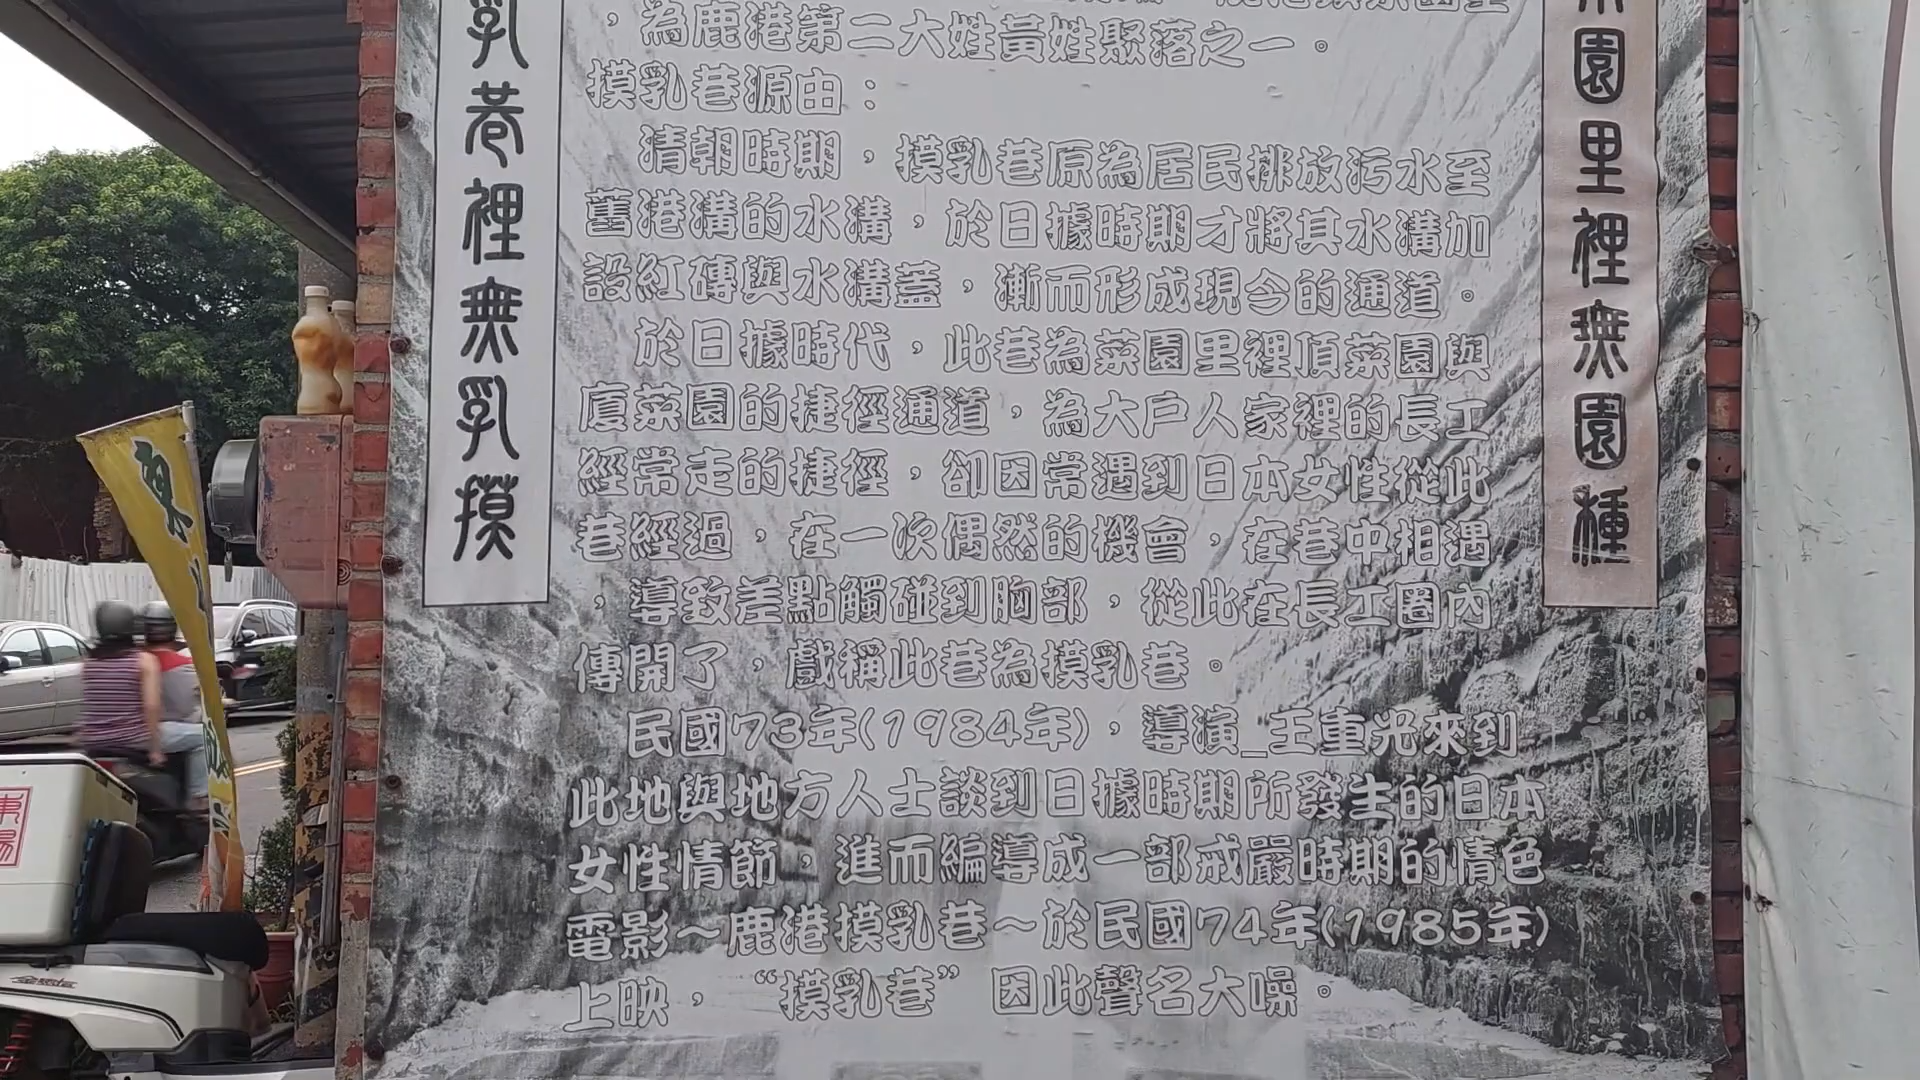 ，為鹿港第二大姓黃姓聚落之一。
摸乳巷源由：
清朝時期，摸乳巷原為居民排放污水至
舊港溝的水溝，於日據時期才將其水溝加
設紅磚與水溝蓋，漸而形成現今的通道。
於日據時代，此巷為菜園里裡頂菜園與
廈菜園的捷徑通道，為大戶人家裡的長工
經常走的捷徑，卻因常遇到日本女性從此
巷經過，在一次偶然的機會，在巷中相遇
，導致差點觸碰到胸部，從此在長工圈內
傳開了，戲稱此巷為摸乳巷。
民國73年(1984年)，導演_王重光來到
此地與地方人士談到日據時期所發生的日本
女性情節，進而編導成一部戒嚴時期的情色
電影～鹿港摸乳巷～於民國74年(1985年)
上映，“摸乳巷”因此聲名大噪。
乳巷裡無乳摸
園里裡無園種
東